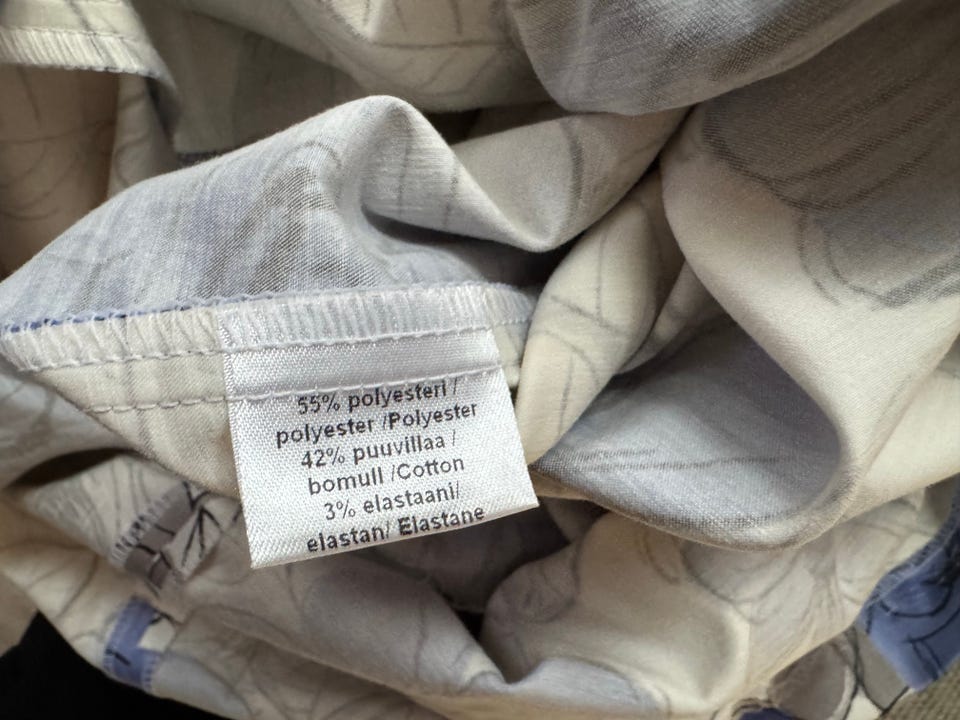 55% polyesteri /
polyester /Polyester
42% puuvillaa /
bomull /Cotton
3% elastaani/
elastan/ Elastane